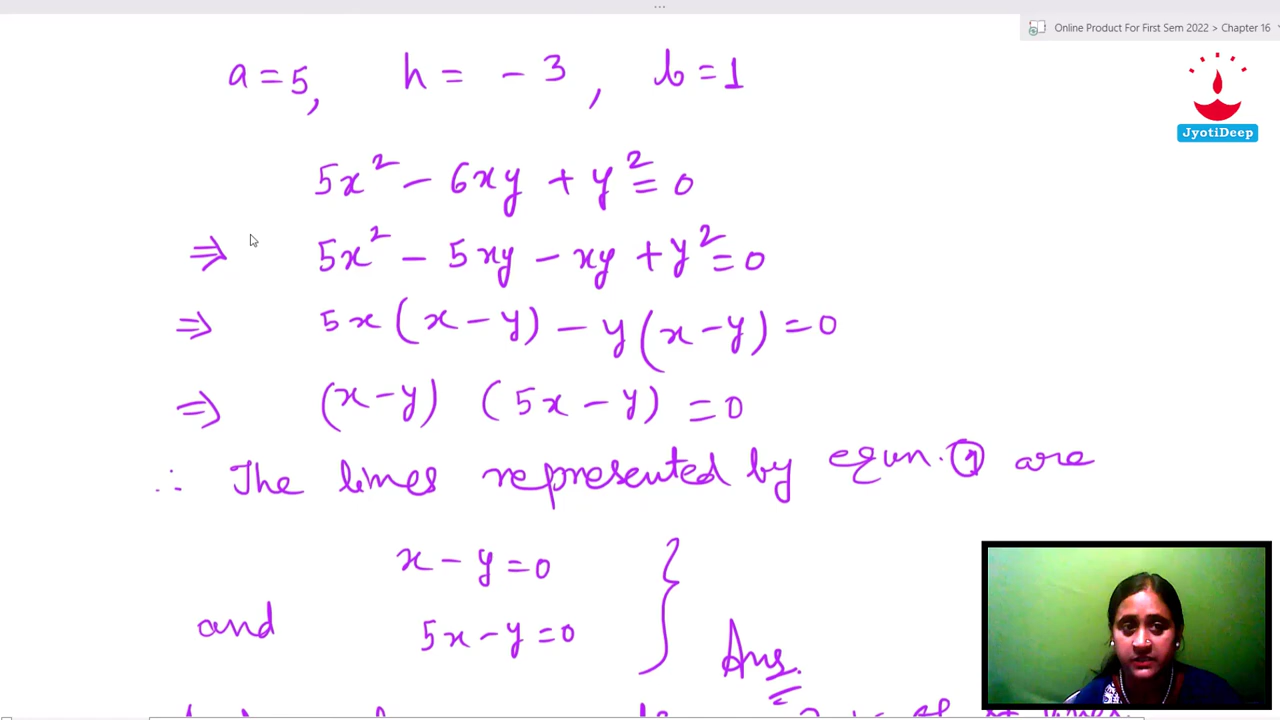 Online Product For First Sem 2022 > Chapter 16
JyotiDeep
a = 5, h = - 3, b = 1
5x² - 6xy + y² = 0
⇒ 5x² - 5xy - xy + y² = 0
⇒ 5x(x - y) - y(x - y) = 0
⇒ (x - y) (5x - y) = 0
∴ The lines represented by equn. ① are
x - y = 0
and 5x - y = 0 }
Ans.